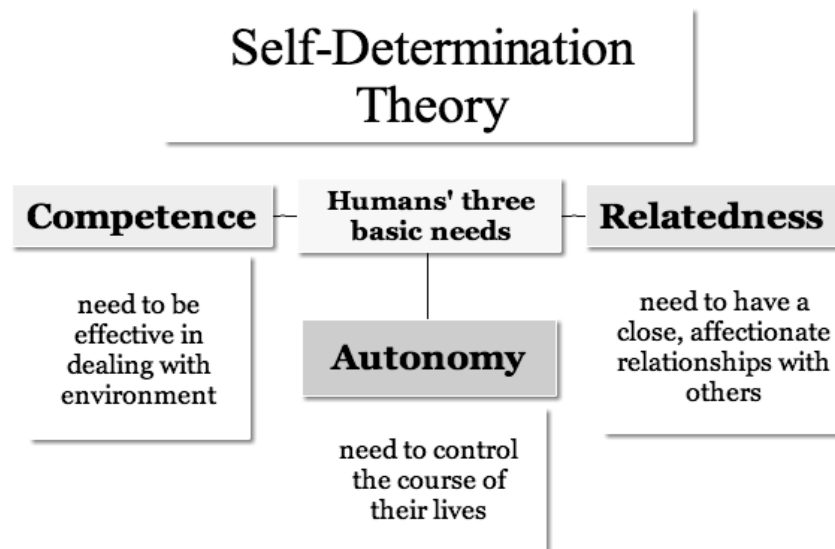 Self-Determination
Theory
Humans' three
basic needs
Competence
need to be
effective in
dealing with
environment
Autonomy
need to control
the course of
their lives
Relatedness
need to have a
close, affectionate
relationships with
others